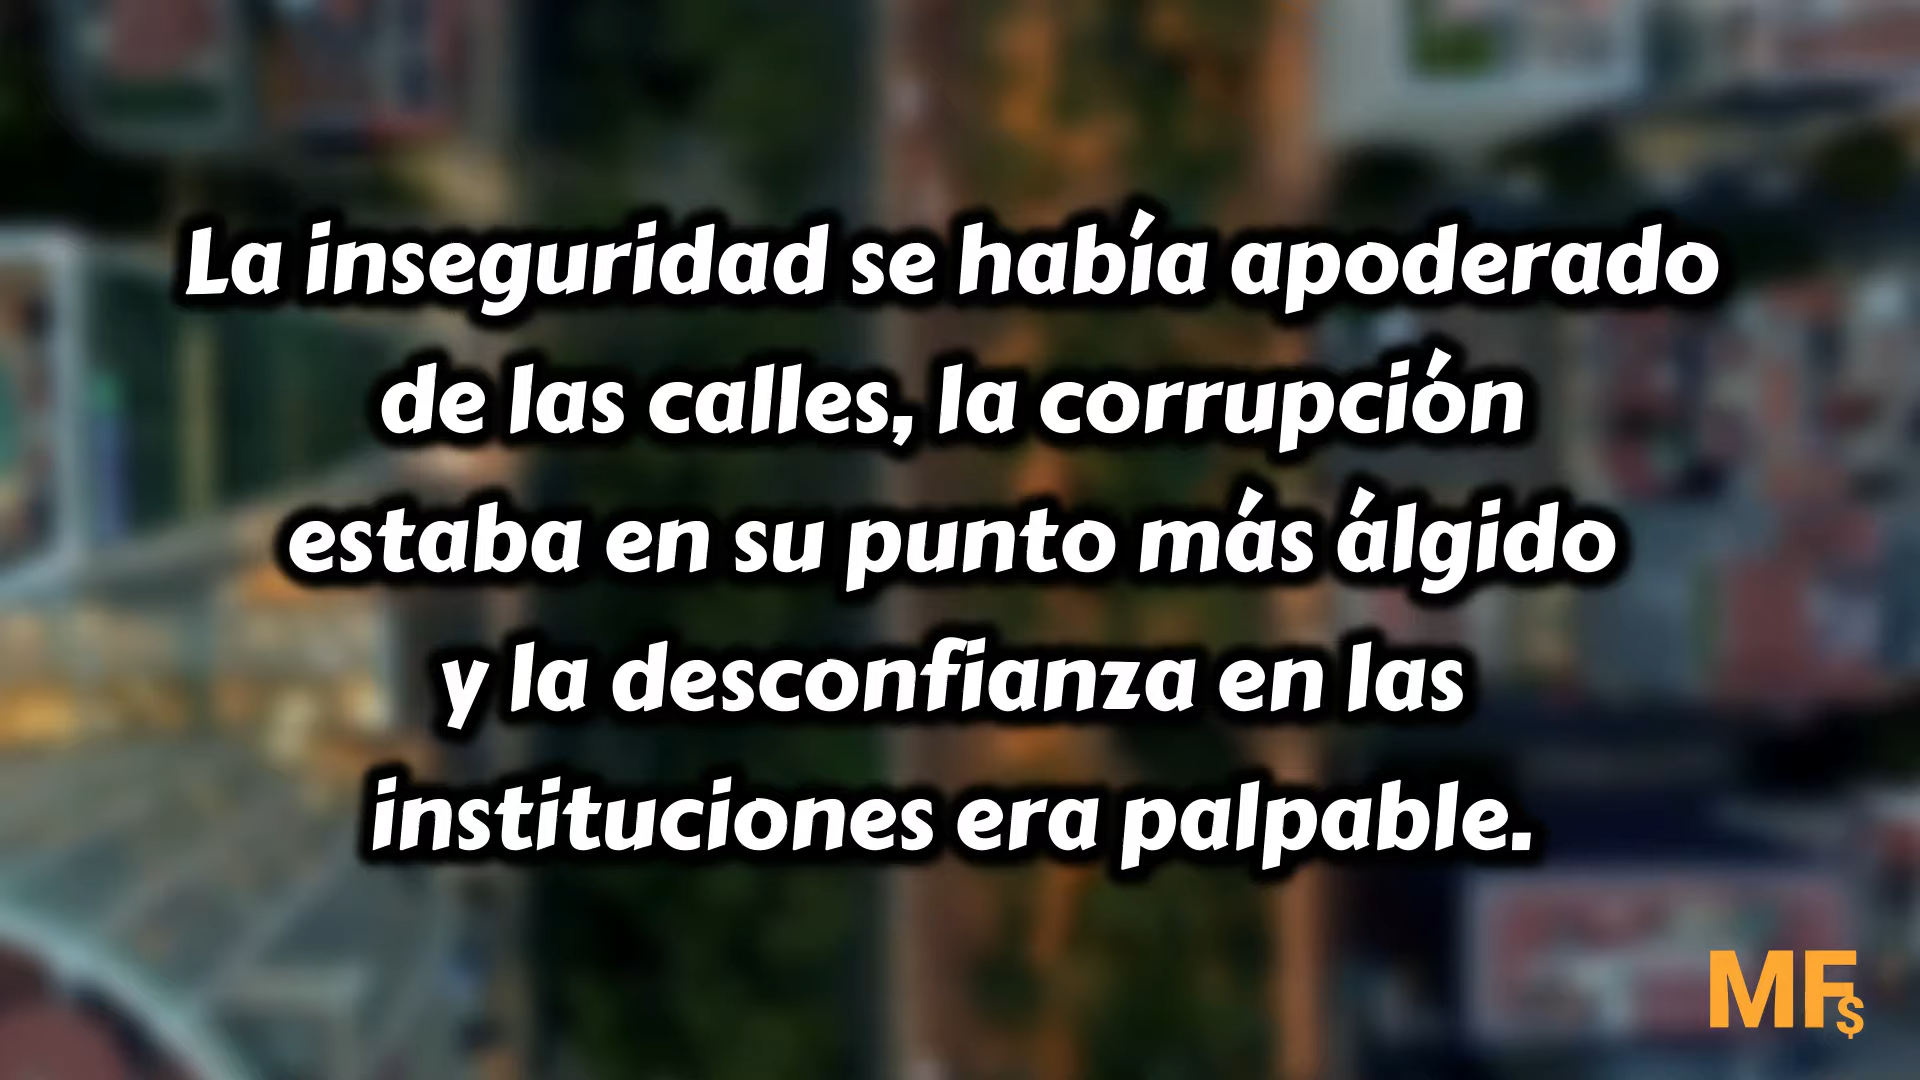 La inseguridad se había apoderado
de las calles, la corrupción
estaba en su punto más álgido
y la desconfianza en las
instituciones era palpable.
MF$